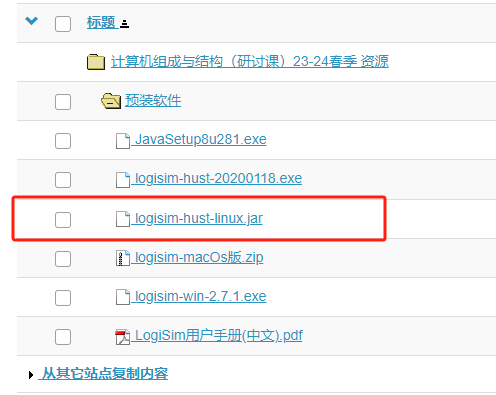 标题
计算机组成与结构（研讨课）23-24春季 资源
预装软件
JavaSetup8u281.exe
logisim-hust-20200118.exe
logisim-hust-linux.jar
logisim-macOs版.zip
logisim-win-2.7.1.exe
LogiSim用户手册(中文).pdf
从其它站点复制内容